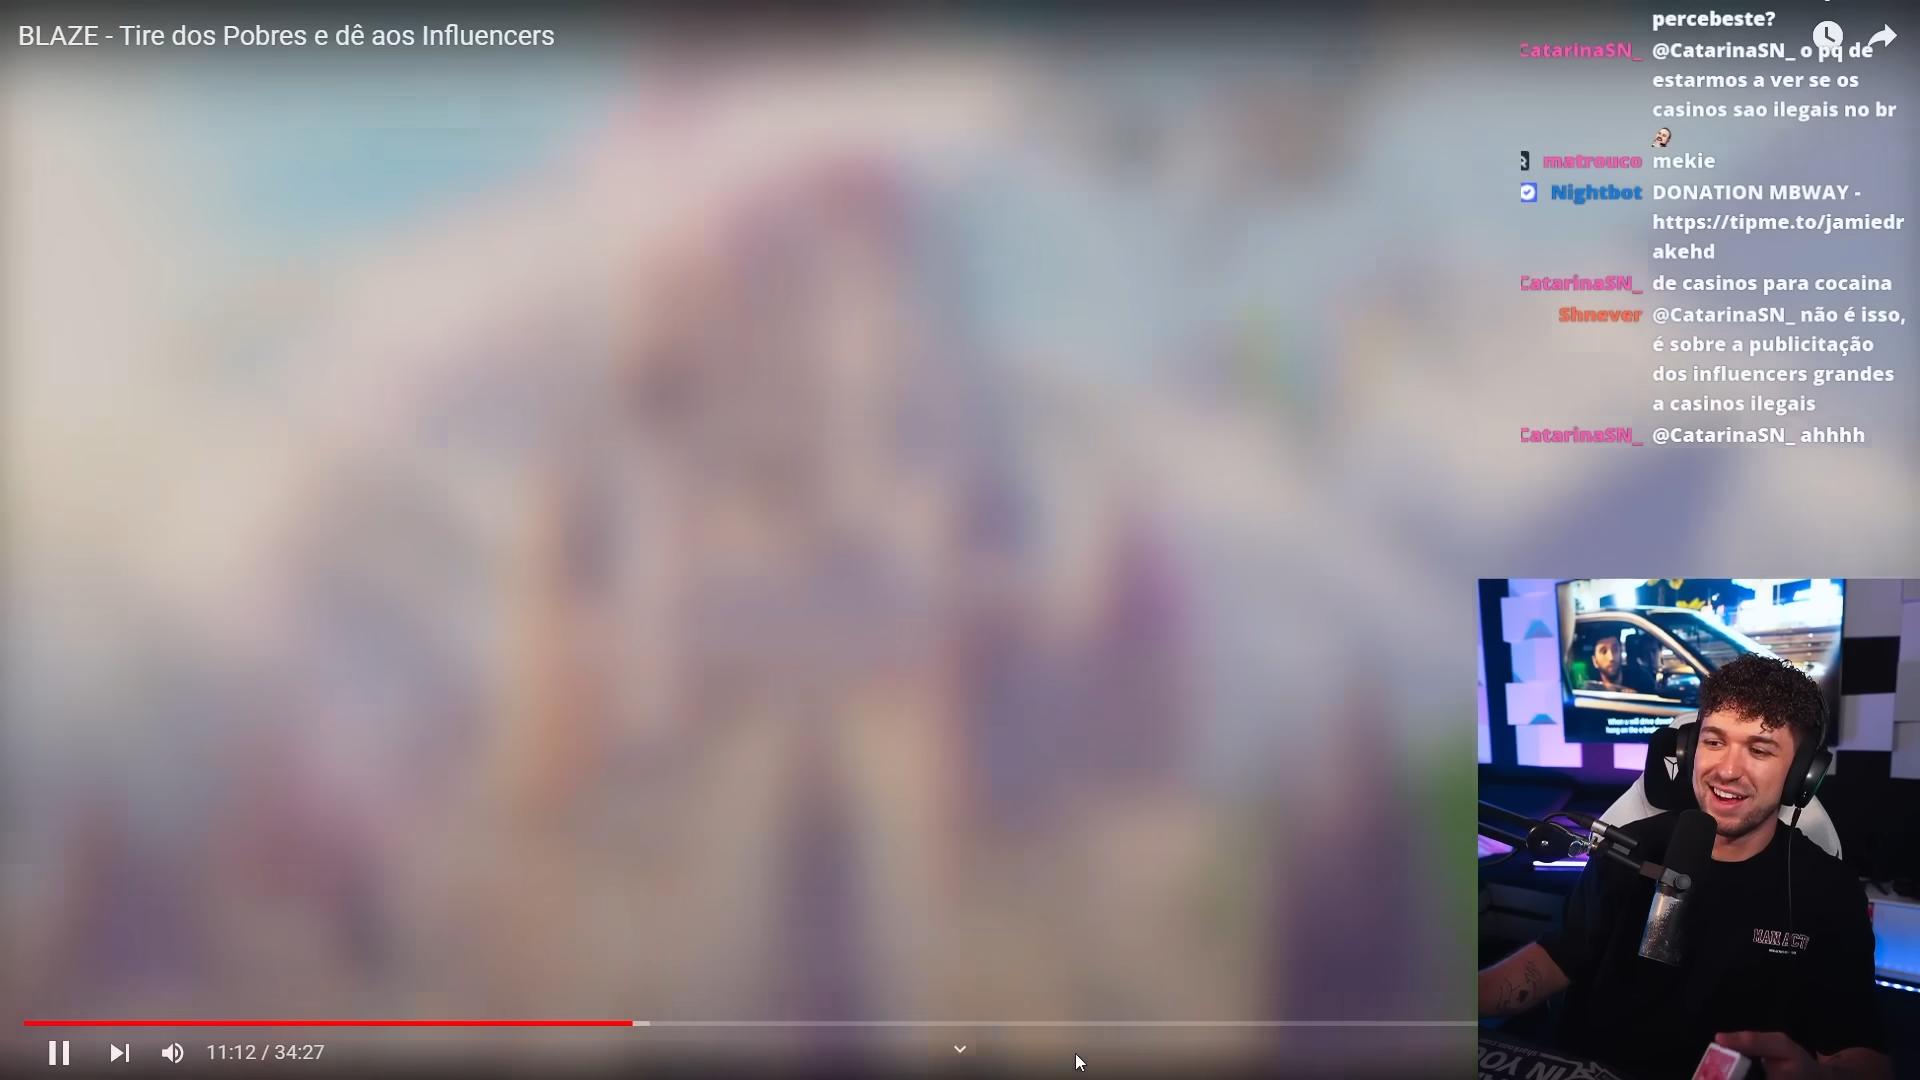 BLAZE - Tire dos Pobres e dê aos Influencers
percebeste?
CatarinaSN_ @CatarinaSN_ o pq de
estarmos a ver se os
casinos sao ilegais no br
matrouco mekie
Nightbot DONATION MBWAY -
https://tipme.to/jamiedr
akehd
CatarinaSN_ de casinos para cocaina
Shnever @CatarinaSN_ não é isso,
é sobre a publicitação
dos influencers grandes
a casinos ilegais
CatarinaSN_ @CatarinaSN_ ahhhh
11:12 / 34:27